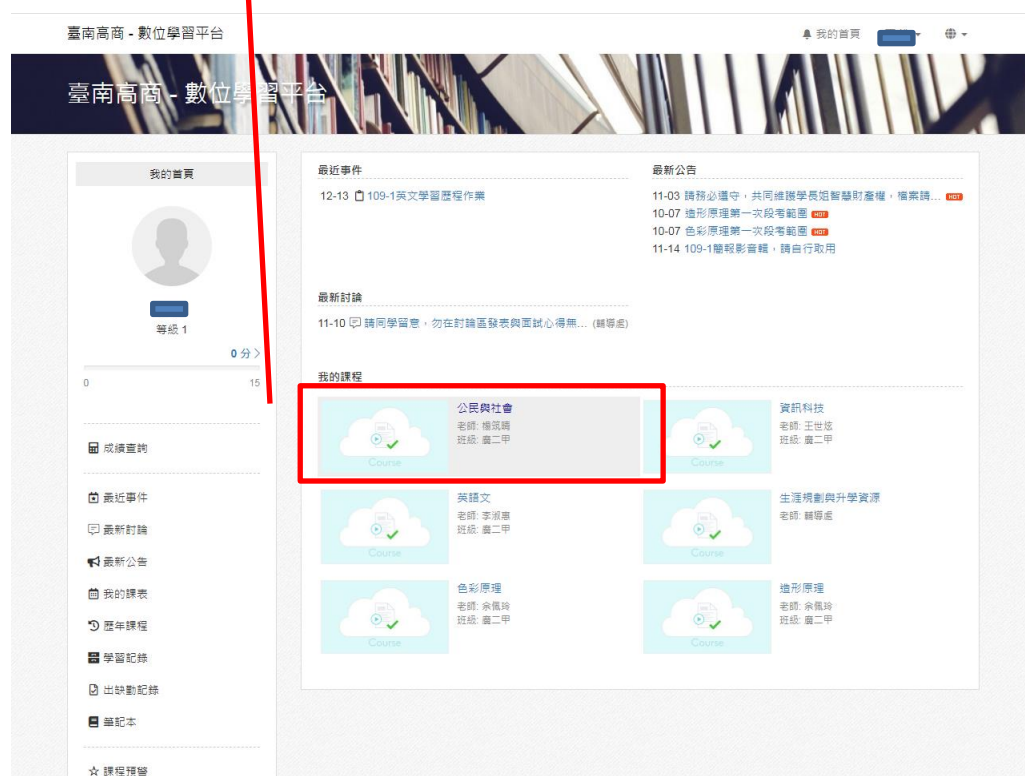 臺南高商 - 數位學習平台
我的首頁
臺南高商 - 數位學習平台
我的首頁
等級 1
0 分
0
15
成績查詢
最近事件
最新討論
最新公告
我的課表
歷年課程
學習記錄
出缺勤記錄
筆記本
課程預警
最近事件
12-13 109-1英文學習歷程作業
最新公告
11-03 請務必遵守,共同維護學長姐智慧財產權,檔案請... HOT
10-07 造形原理第一次段考範圍 HOT
10-07 色彩原理第一次段考範圍 HOT
11-14 109-1簡報影音輯,請自行取用
最新討論
11-10 請同學留意,勿在討論區發表與面試心得無... (輔導處)
我的課程
Course
公民與社會
老師: 楊筑晴
班級: 廣二甲
Course
資訊科技
老師: 王世炫
班級: 廣二甲
Course
英語文
老師: 李淑惠
班級: 廣二甲
Course
生涯規劃與升學資源
老師: 輔導處
Course
色彩原理
老師: 余佩玲
班級: 廣二甲
Course
造形原理
老師: 余佩玲
班級: 廣二甲